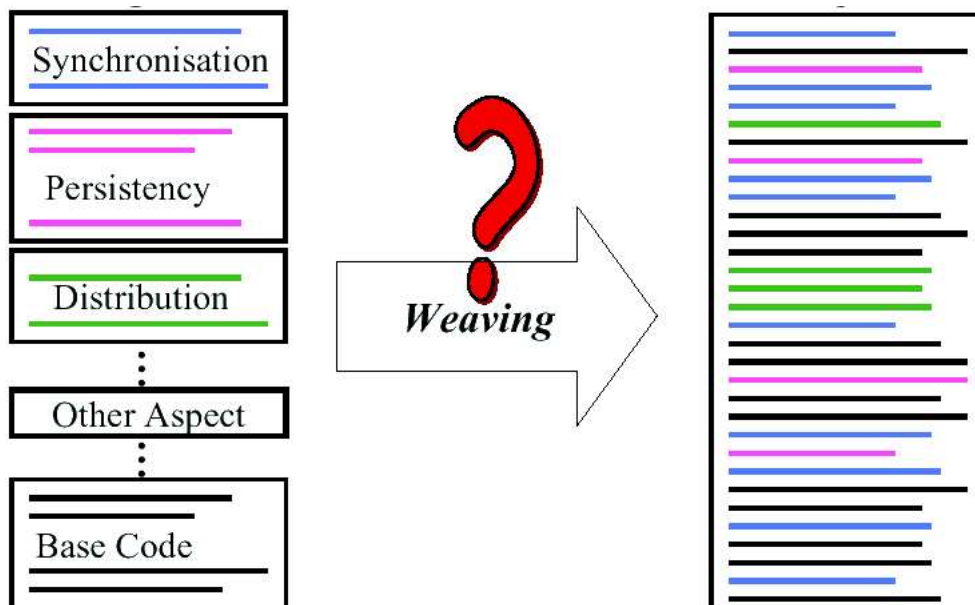 Synchronisation
Persistency
Distribution
Other Aspect
Base Code
Weaving